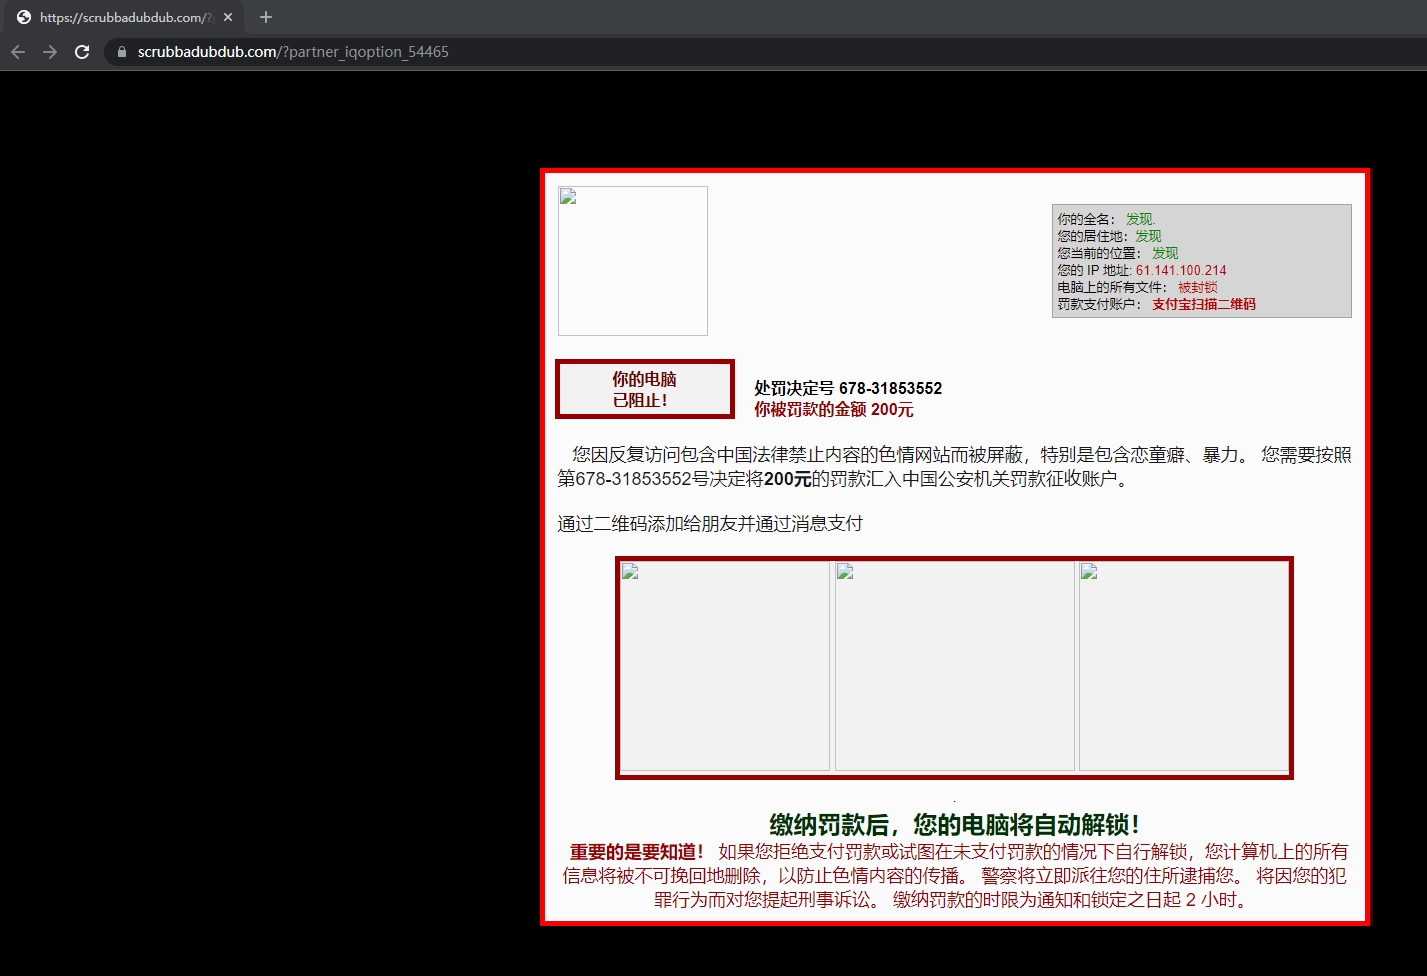 https://scrubbadubdub.com/?
scrubbadubdub.com/?partner_iqoption_54465
你的全名： 发现.
您的居住地：发现
您当前的位置： 发现
您的 IP 地址: 61.141.100.214
电脑上的所有文件： 被封锁
罚款支付账户： 支付宝扫描二维码
你的电脑
已阻止！
处罚决定号 678-31853552
你被罚款的金额 200元
您因反复访问包含中国法律禁止内容的色情网站而被屏蔽，特别是包含恋童癖、暴力。 您需要按照
第678-31853552号决定将200元的罚款汇入中国公安机关罚款征收账户。
通过二维码添加给朋友并通过消息支付
.
缴纳罚款后，您的电脑将自动解锁！
重要的是要知道！ 如果您拒绝支付罚款或试图在未支付罚款的情况下自行解锁，您计算机上的所有
信息将被不可挽回地删除，以防止色情内容的传播。 警察将立即派往您的住所逮捕您。 将因您的犯
罪行为而对您提起刑事诉讼。 缴纳罚款的时限为通知和锁定之日起 2 小时。